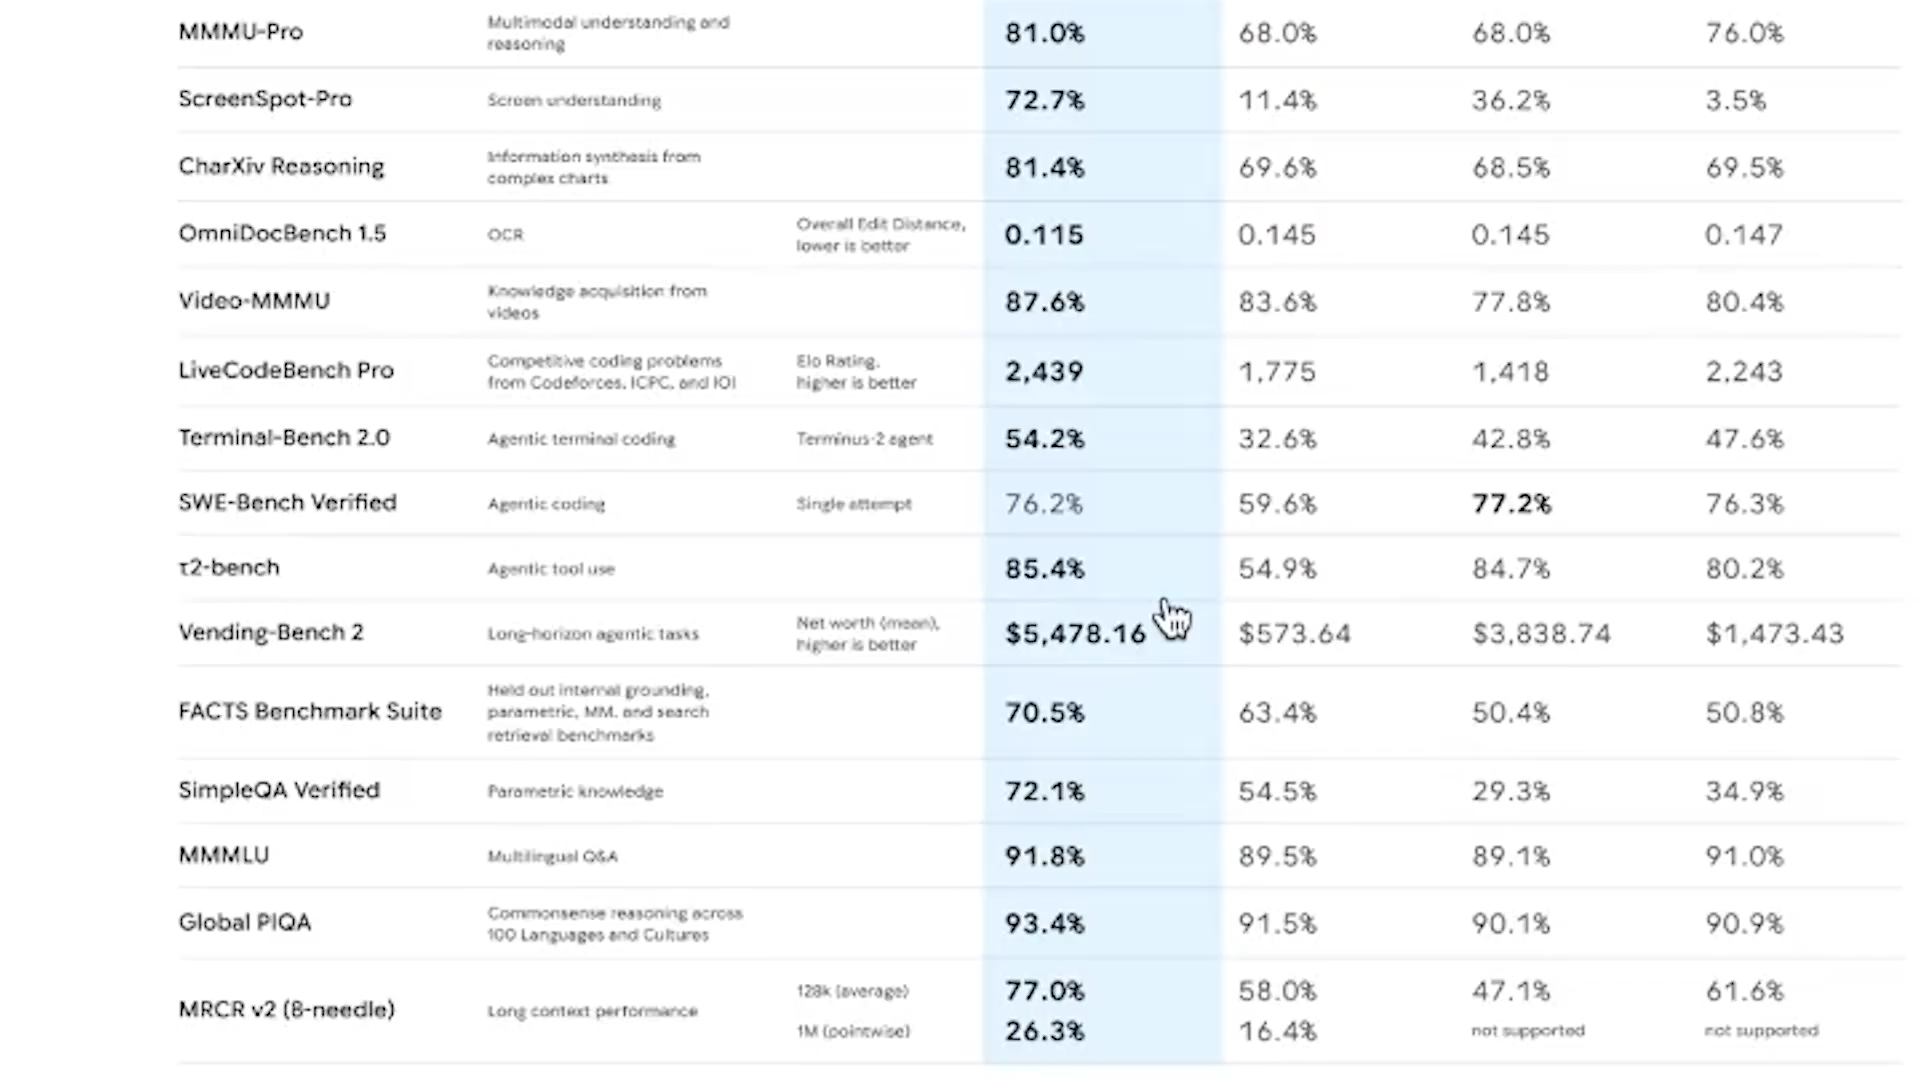 MMMU-Pro
Multimodal understanding and
reasoning
81.0% 68.0% 68.0% 76.0%
ScreenSpot-Pro Screen understanding 72.7% 11.4% 36.2% 3.5%
CharXiv Reasoning
Information synthesis from
complex charts
81.4% 69.6% 68.5% 69.5%
OmniDocBench 1.5 OCR
Overall Edit Distance,
lower is better
0.115 0.145 0.145 0.147
Video-MMMU
Knowledge acquisition from
videos
87.6% 83.6% 77.8% 80.4%
LiveCodeBench Pro
Competitive coding problems
from Codeforces, ICPC, and IOI
Elo Rating,
higher is better
2,439 1,775 1,418 2,243
Terminal-Bench 2.0 Agentic terminal coding Terminus-2 agent 54.2% 32.6% 42.8% 47.6%
SWE-Bench Verified Agentic coding Single attempt 76.2% 59.6% 77.2% 76.3%
τ2-bench Agentic tool use 85.4% 54.9% 84.7% 80.2%
Vending-Bench 2 Long-horizon agentic tasks
Net worth (mean),
higher is better
$5,478.16 $573.64 $3,838.74 $1,473.43
FACTS Benchmark Suite
Held out internal grounding,
parametric, MM, and search
retrieval benchmarks
70.5% 63.4% 50.4% 50.8%
SimpleQA Verified Parametric knowledge 72.1% 54.5% 29.3% 34.9%
MMMLU Multilingual Q&A 91.8% 89.5% 89.1% 91.0%
Global PIQA
Commonsense reasoning across
100 Languages and Cultures
93.4% 91.5% 90.1% 90.9%
MRCR v2 (8-needle) Long context performance
128k (average) 77.0% 58.0% 47.1% 61.6%
1M (pointwise) 26.3% 16.4% not supported not supported